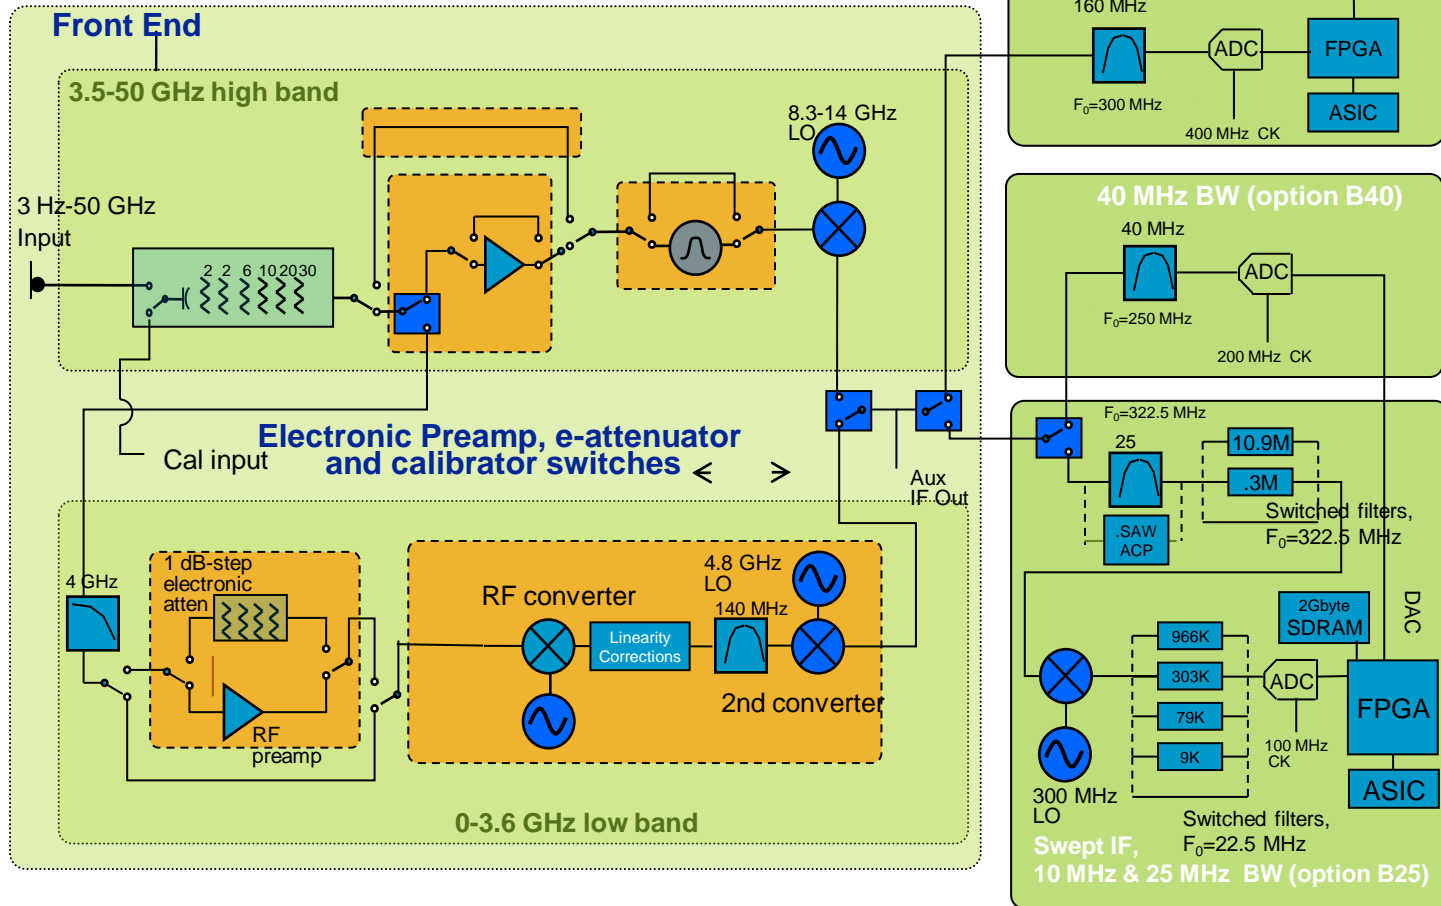 Front End
3.5-50 GHz high band
8.3-14 GHz
LO
3 Hz-50 GHz
Input
2 2 6 10 20 30
Cal input
Electronic Preamp, e-attenuator
and calibrator switches
Aux
IF Out
4 GHz
1 dB-step
electronic
atten
RF
preamp
RF converter
Linearity
Corrections
140 MHz
4.8 GHz
LO
2nd converter
0-3.6 GHz low band
160 MHz
F0=300 MHz
ADC
400 MHz CK
FPGA
ASIC
40 MHz BW (option B40)
40 MHz
F0=250 MHz
ADC
200 MHz CK
F0=322.5 MHz
25
.SAW
ACP
10.9M
.3M
Switched filters,
F0=322.5 MHz
2Gbyte
SDRAM
DAC
966K
303K
79K
9K
ADC
100 MHz
CK
FPGA
ASIC
300 MHz
LO
Switched filters,
F0=22.5 MHz
Swept IF,
10 MHz & 25 MHz BW (option B25)